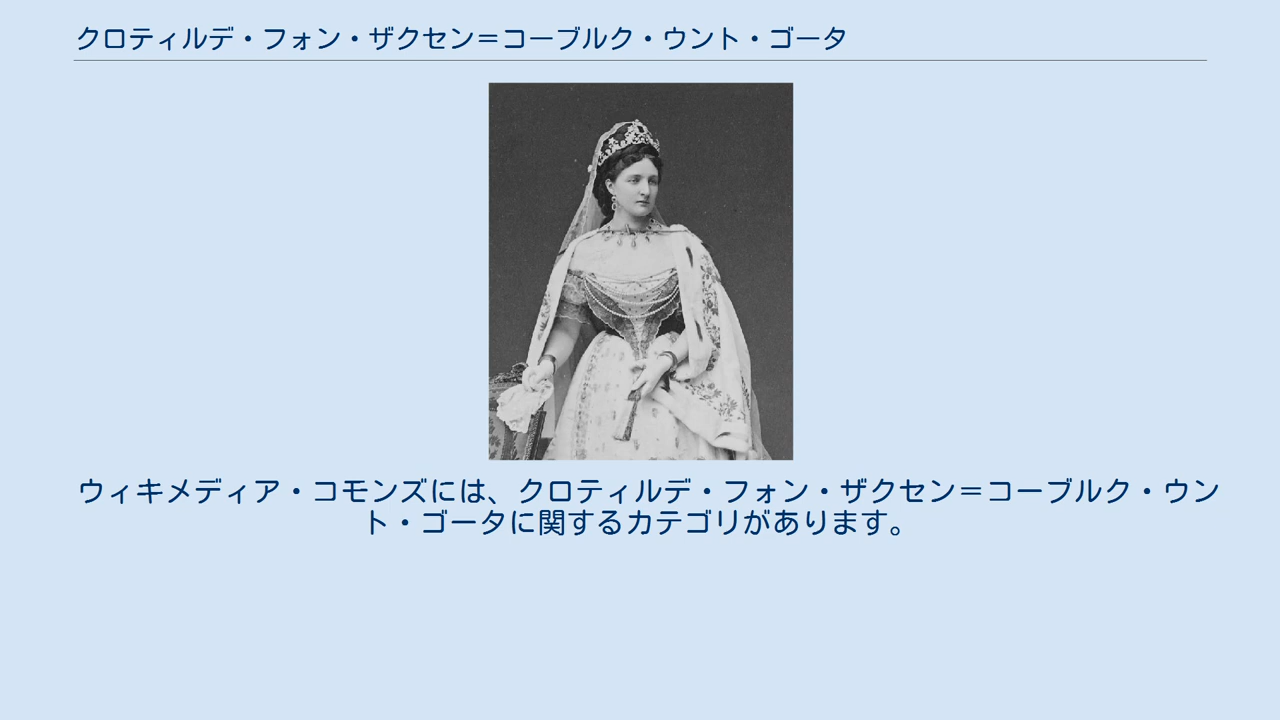 クロティルデ・フォン・ザクセン＝コーブルク・ウント・ゴータ
ウィキメディア・コモンズには、クロティルデ・フォン・ザクセン＝コーブルク・ウン
ト・ゴータに関するカテゴリがあります。